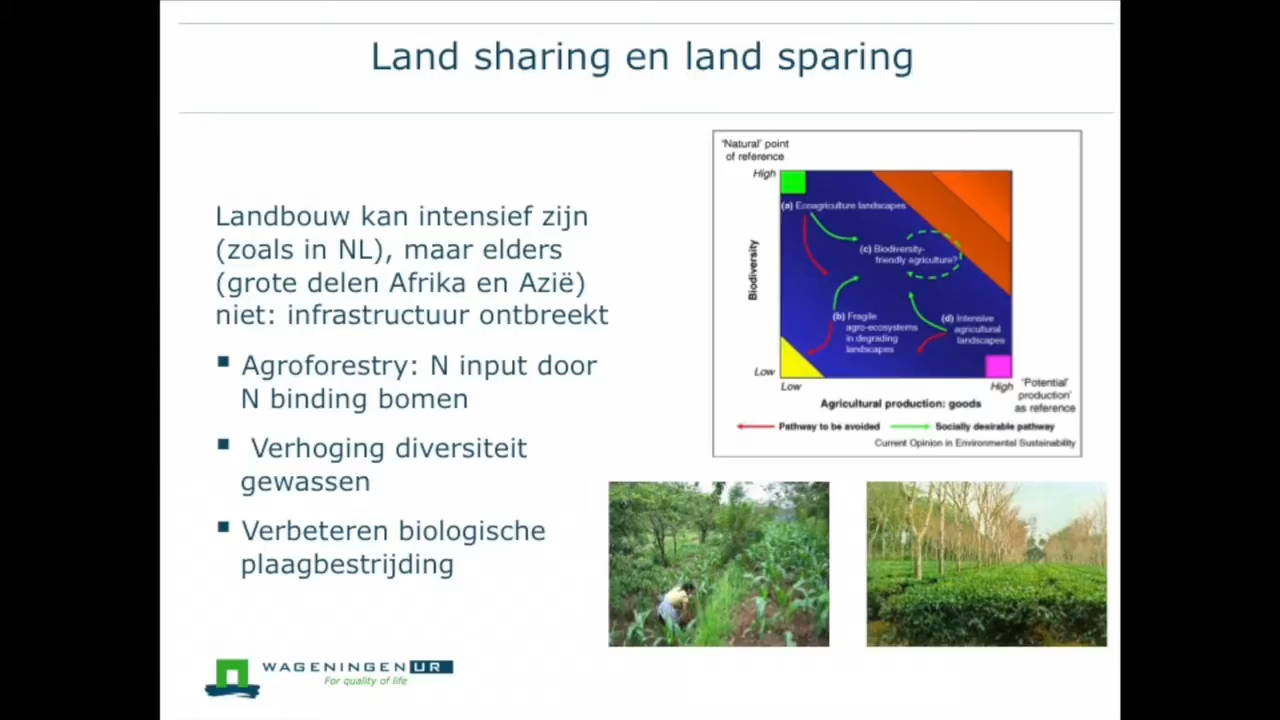 Land sharing en land sparing
Landbouw kan intensief zijn
(zoals in NL), maar elders
(grote delen Afrika en Azië)
niet: infrastructuur ontbreekt
Agroforestry: N input door
N binding bomen
Verhoging diversiteit
gewassen
Verbeteren biologische
plaagbestrijding
'Natural' point
of reference
High
(a) Ecoagriculture landscapes
(c) Biodiversity-
friendly agriculture?
Biodiversity
(b) Fragile
agro-ecosystems
in degrading
landscapes
(d) Intensive
agricultural
landscapes
Low
Low
High
'Potential'
production'
as reference
Agricultural production: goods
Pathway to be avoided
Socially desirable pathway
Current Opinion in Environmental Sustainability
WAGENINGEN UR
For quality of life